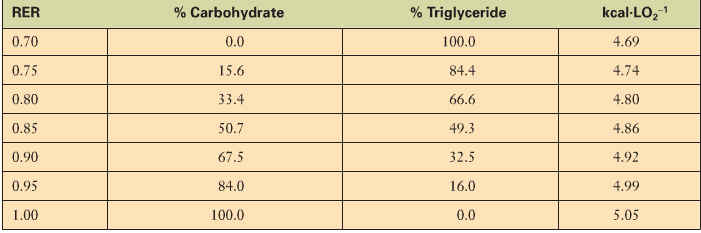 RER % Carbohydrate % Triglyceride kcal·LO₂⁻¹
0.70 0.0 100.0 4.69
0.75 15.6 84.4 4.74
0.80 33.4 66.6 4.80
0.85 50.7 49.3 4.86
0.90 67.5 32.5 4.92
0.95 84.0 16.0 4.99
1.00 100.0 0.0 5.05